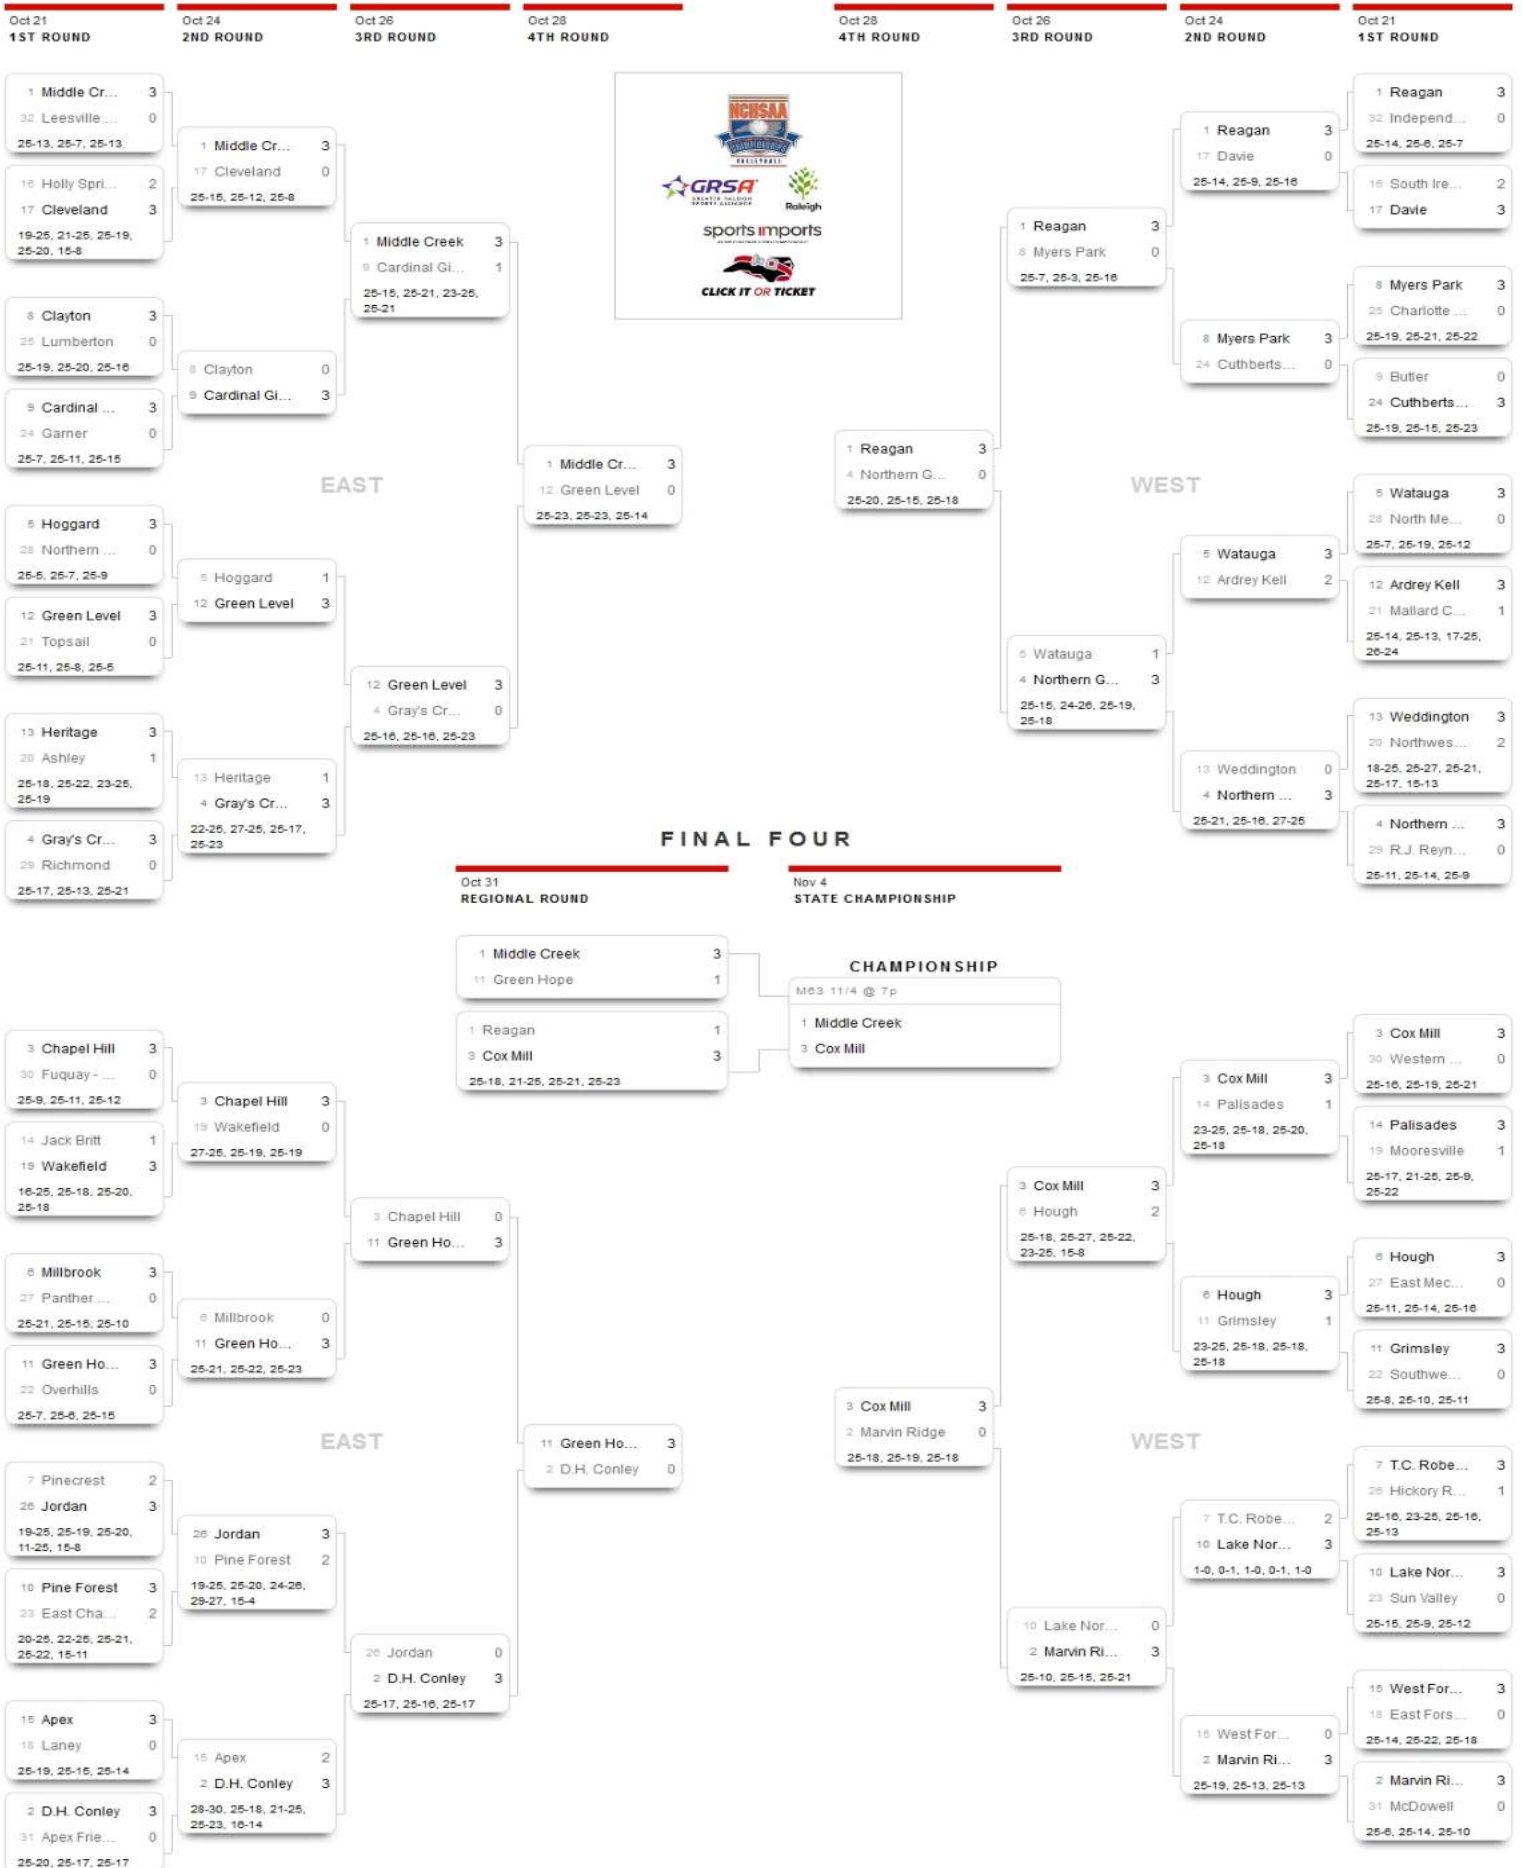 Oct 21
1ST ROUND
Oct 24
2ND ROUND
Oct 26
3RD ROUND
Oct 28
4TH ROUND
Oct 28
4TH ROUND
Oct 26
3RD ROUND
Oct 24
2ND ROUND
Oct 21
1ST ROUND
1 Middle Cr... 3
32 Leesville ... 0
25-13, 25-7, 25-13
16 Holly Spri... 2
17 Cleveland 3
19-25, 21-25, 25-19,
25-20, 15-8
8 Clayton 3
25 Lumberton 0
25-19, 25-20, 25-16
9 Cardinal ... 3
24 Garner 0
25-7, 25-11, 25-15
5 Hoggard 3
28 Northern ... 0
25-5, 25-7, 25-9
12 Green Level 3
21 Topsail 0
25-11, 25-8, 25-5
13 Heritage 3
20 Ashley 1
25-18, 25-22, 23-25,
25-19
4 Gray's Cr... 3
29 Richmond 0
25-17, 25-13, 25-21
1 Middle Cr... 3
17 Cleveland 0
25-15, 25-12, 25-8
8 Clayton 0
9 Cardinal Gi... 3
5 Hoggard 1
12 Green Level 3
13 Heritage 1
4 Gray's Cr... 3
22-25, 27-25, 25-17,
25-23
1 Middle Creek 3
9 Cardinal Gi... 1
25-15, 25-21, 23-25,
25-21
12 Green Level 3
4 Gray's Cr... 0
25-16, 25-16, 25-23
EAST
1 Middle Cr... 3
12 Green Level 0
25-23, 25-23, 25-14
NCHSAA
CHAMPIONSHIPS
VOLLEYBALL
GRSA
GREATER RALEIGH
SPORTS ALLIANCE
Raleigh
sports imports
CLICK IT OR TICKET
1 Reagan 3
4 Northern G... 0
25-20, 25-15, 25-18
WEST
1 Reagan 3
8 Myers Park 0
25-7, 25-3, 25-16
5 Watauga 1
4 Northern G... 3
25-15, 24-26, 25-19,
25-18
1 Reagan 3
17 Davie 0
25-14, 25-9, 25-16
8 Myers Park 3
24 Cuthberts... 0
5 Watauga 3
12 Ardrey Kell 2
13 Weddington 0
4 Northern ... 3
25-21, 25-16, 27-25
1 Reagan 3
32 Independ... 0
25-14, 25-6, 25-7
16 South Ire... 2
17 Davie 3
8 Myers Park 3
25 Charlotte ... 0
25-19, 25-21, 25-22
9 Butler 0
24 Cuthberts... 3
25-19, 25-15, 25-23
5 Watauga 3
28 North Me... 0
25-7, 25-19, 25-12
12 Ardrey Kell 3
21 Mallard C... 1
25-14, 25-13, 17-25,
26-24
13 Weddington 3
20 Northwes... 2
18-25, 25-27, 25-21,
25-17, 15-13
4 Northern ... 3
29 R.J. Reyn... 0
25-11, 25-14, 25-9
FINAL FOUR
Oct 31
REGIONAL ROUND
Nov 4
STATE CHAMPIONSHIP
1 Middle Creek 3
11 Green Hope 1
1 Reagan 1
3 Cox Mill 3
25-18, 21-25, 25-21, 25-23
CHAMPIONSHIP
M63 11/4 @ 7p
1 Middle Creek
3 Cox Mill
3 Chapel Hill 3
30 Fuquay - ... 0
25-9, 25-11, 25-12
14 Jack Britt 1
19 Wakefield 3
16-25, 25-18, 25-20,
25-18
6 Millbrook 3
27 Panther ... 0
25-21, 25-15, 25-10
11 Green Ho... 3
22 Overhills 0
25-7, 25-6, 25-15
7 Pinecrest 2
26 Jordan 3
19-25, 25-19, 25-20,
11-25, 15-8
10 Pine Forest 3
23 East Cha... 2
20-25, 22-25, 25-21,
25-22, 15-11
15 Apex 3
18 Laney 0
25-19, 25-15, 25-14
2 D.H. Conley 3
31 Apex Frie... 0
25-20, 25-17, 25-17
3 Chapel Hill 3
19 Wakefield 0
27-25, 25-19, 25-19
6 Millbrook 0
11 Green Ho... 3
25-21, 25-22, 25-23
26 Jordan 3
10 Pine Forest 2
19-25, 25-20, 24-26,
29-27, 15-4
15 Apex 2
2 D.H. Conley 3
28-30, 25-18, 21-25,
25-23, 16-14
3 Chapel Hill 0
11 Green Ho... 3
26 Jordan 0
2 D.H. Conley 3
25-17, 25-16, 25-17
EAST
11 Green Ho... 3
2 D.H. Conley 0
3 Cox Mill 3
2 Marvin Ridge 0
25-18, 25-19, 25-18
WEST
3 Cox Mill 3
6 Hough 2
25-18, 25-27, 25-22,
23-25, 15-8
10 Lake Nor... 0
2 Marvin Ri... 3
25-10, 25-15, 25-21
3 Cox Mill 3
14 Palisades 1
23-25, 25-18, 25-20,
25-18
6 Hough 3
11 Grimsley 1
23-25, 25-18, 25-18,
25-18
7 T.C. Robe... 2
10 Lake Nor... 3
1-0, 0-1, 1-0, 0-1, 1-0
15 West For... 0
2 Marvin Ri... 3
25-19, 25-13, 25-13
3 Cox Mill 3
30 Western ... 0
25-16, 25-19, 25-21
14 Palisades 3
19 Mooresville 1
25-17, 21-25, 25-9,
25-22
6 Hough 3
27 East Mec... 0
25-11, 25-14, 25-16
11 Grimsley 3
22 Southwe... 0
25-8, 25-10, 25-11
7 T.C. Robe... 3
26 Hickory R... 1
25-16, 23-25, 25-16,
25-13
10 Lake Nor... 3
23 Sun Valley 0
25-15, 25-9, 25-12
15 West For... 3
18 East Fors... 0
25-14, 25-22, 25-18
2 Marvin Ri... 3
31 McDowell 0
25-6, 25-14, 25-10